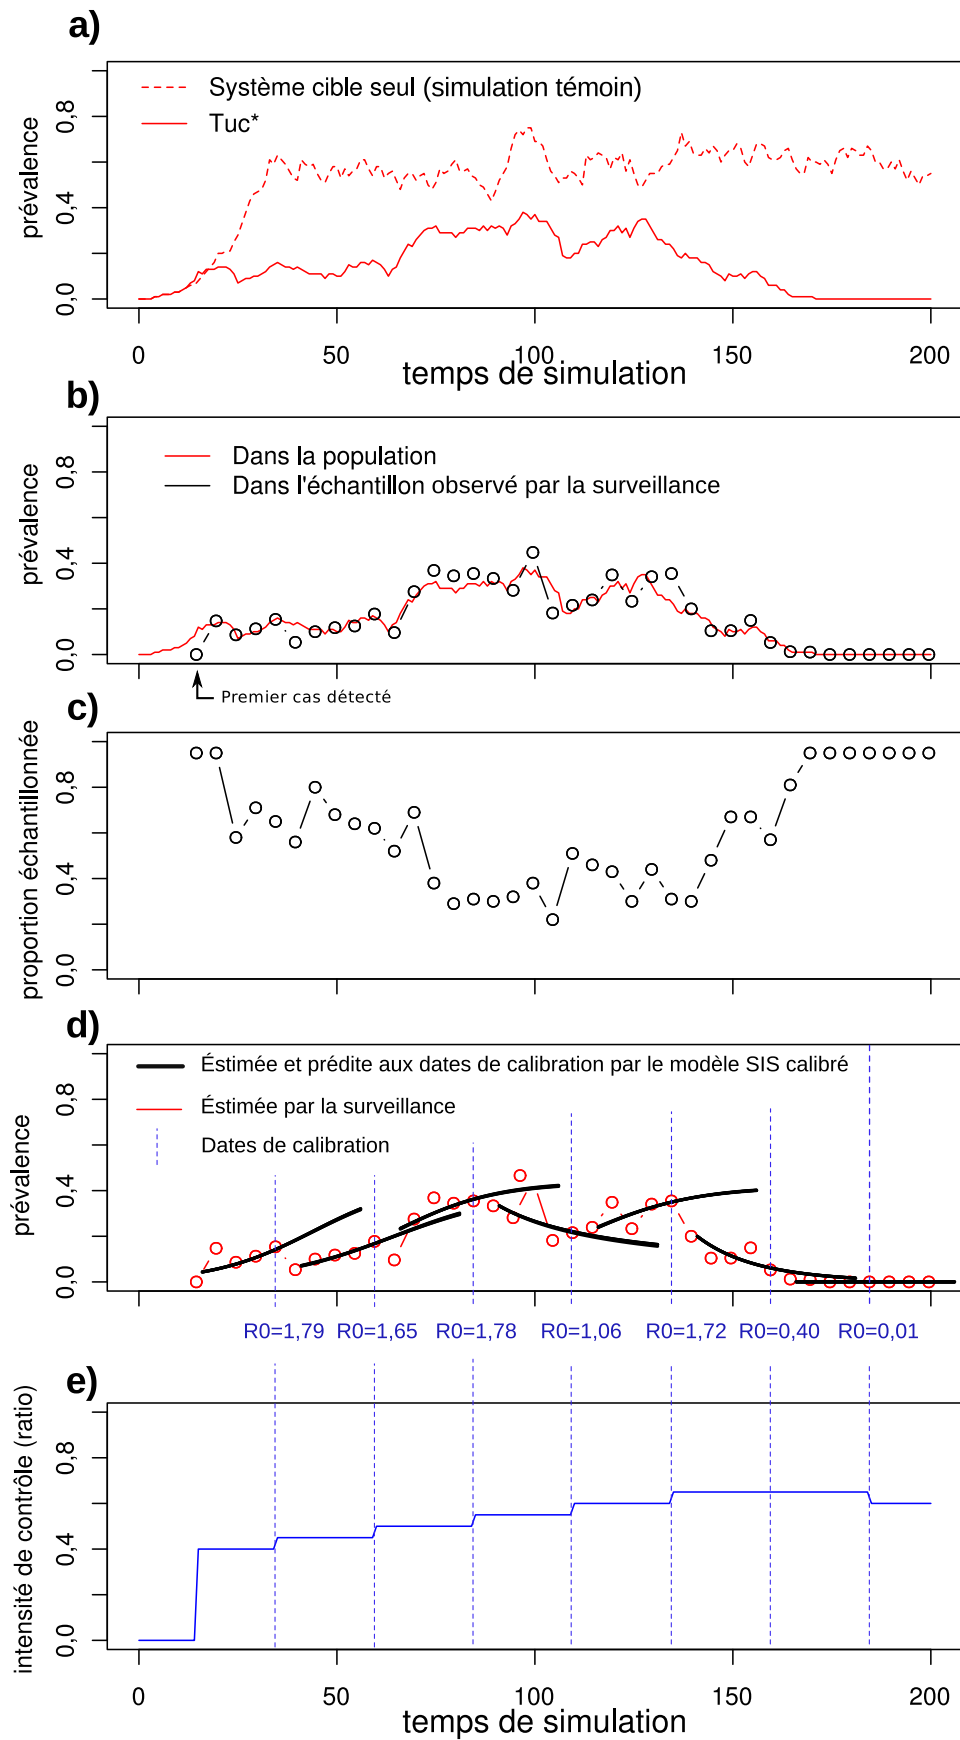 a)
Système cible seul (simulation témoin)
Tuc*
prévalence
0,0 0,4 0,8
0 50 100 150 200
temps de simulation
b)
Dans la population
Dans l'échantillon observé par la surveillance
prévalence
0,0 0,4 0,8
Premier cas détecté
c)
proportion échantillonnée
0,0 0,4 0,8
d)
Éstimée et prédite aux dates de calibration par le modèle SIS calibré
Éstimée par la surveillance
Dates de calibration
prévalence
0,0 0,4 0,8
R0=1,79 R0=1,65 R0=1,78 R0=1,06 R0=1,72 R0=0,40 R0=0,01
e)
intensité de contrôle (ratio)
0,0 0,4 0,8
0 50 100 150 200
temps de simulation